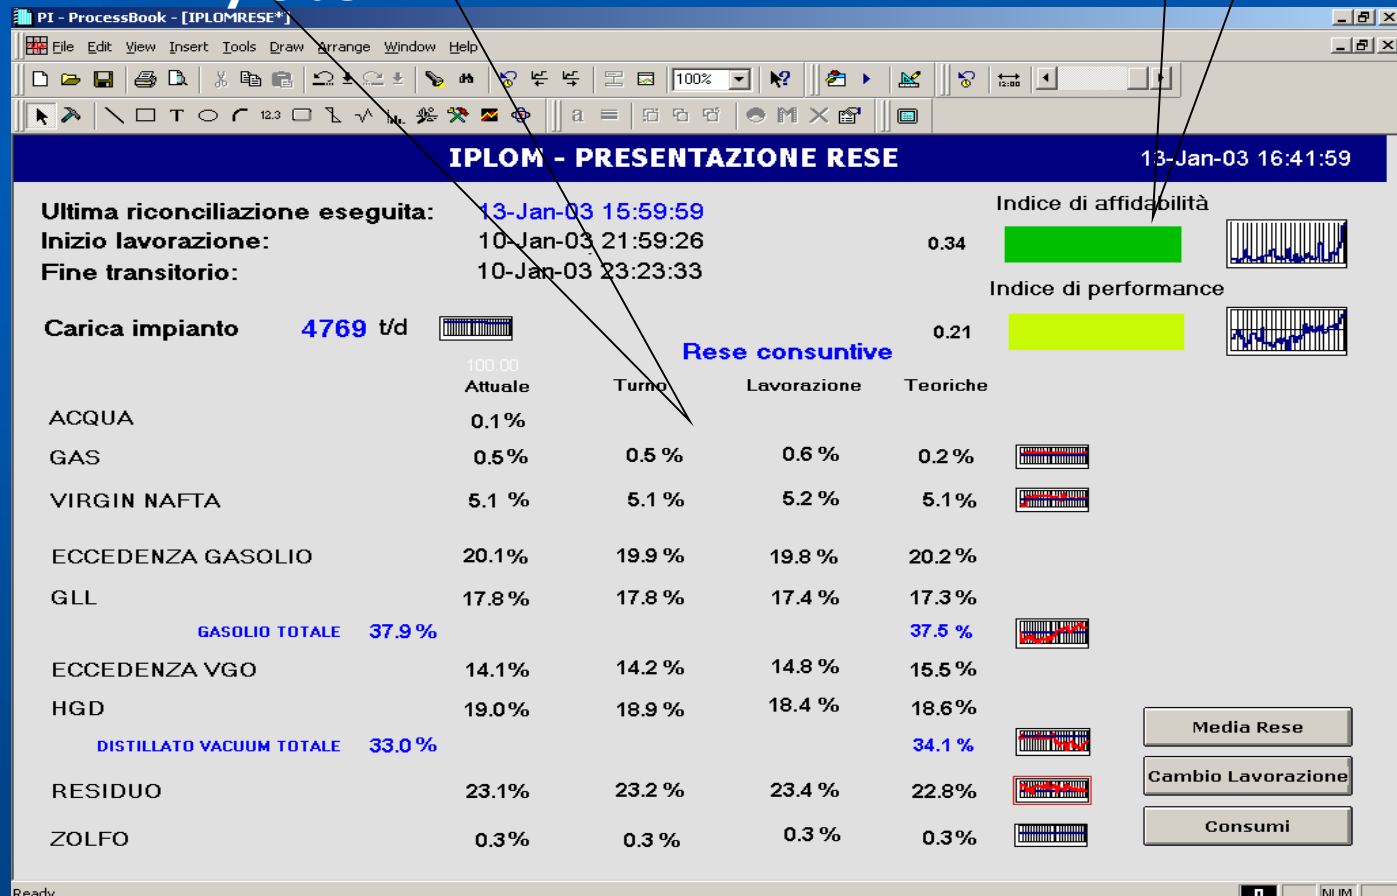 PI - ProcessBook - [IPLOMRESE*]
File Edit View Insert Tools Draw Arrange Window Help
100%
12:00
T 12.3 a M
IPLOM - PRESENTAZIONE RESE 13-Jan-03 16:41:59
Ultima riconciliazione eseguita: 13-Jan-03 15:59:59
Inizio lavorazione: 10-Jan-03 21:59:26
Fine transitorio: 10-Jan-03 23:23:33
Indice di affidabilità
0.34
Indice di performance
0.21
Carica impianto 4769 t/d
Rese consuntive
100.00
Attuale Turno Lavorazione Teoriche
ACQUA 0.1%
GAS 0.5% 0.5 % 0.6 % 0.2 %
VIRGIN NAFTA 5.1 % 5.1 % 5.2 % 5.1%
ECCEDENZA GASOLIO 20.1% 19.9 % 19.8 % 20.2 %
GLL 17.8% 17.8 % 17.4 % 17.3%
GASOLIO TOTALE 37.9 % 37.5 %
ECCEDENZA VGO 14.1% 14.2 % 14.8 % 15.5%
HGD 19.0% 18.9 % 18.4 % 18.6%
DISTILLATO VACUUM TOTALE 33.0 % 34.1 %
RESIDUO 23.1% 23.2 % 23.4 % 22.8%
ZOLFO 0.3% 0.3 % 0.3 % 0.3%
Media Rese
Cambio Lavorazione
Consumi
Ready NUM